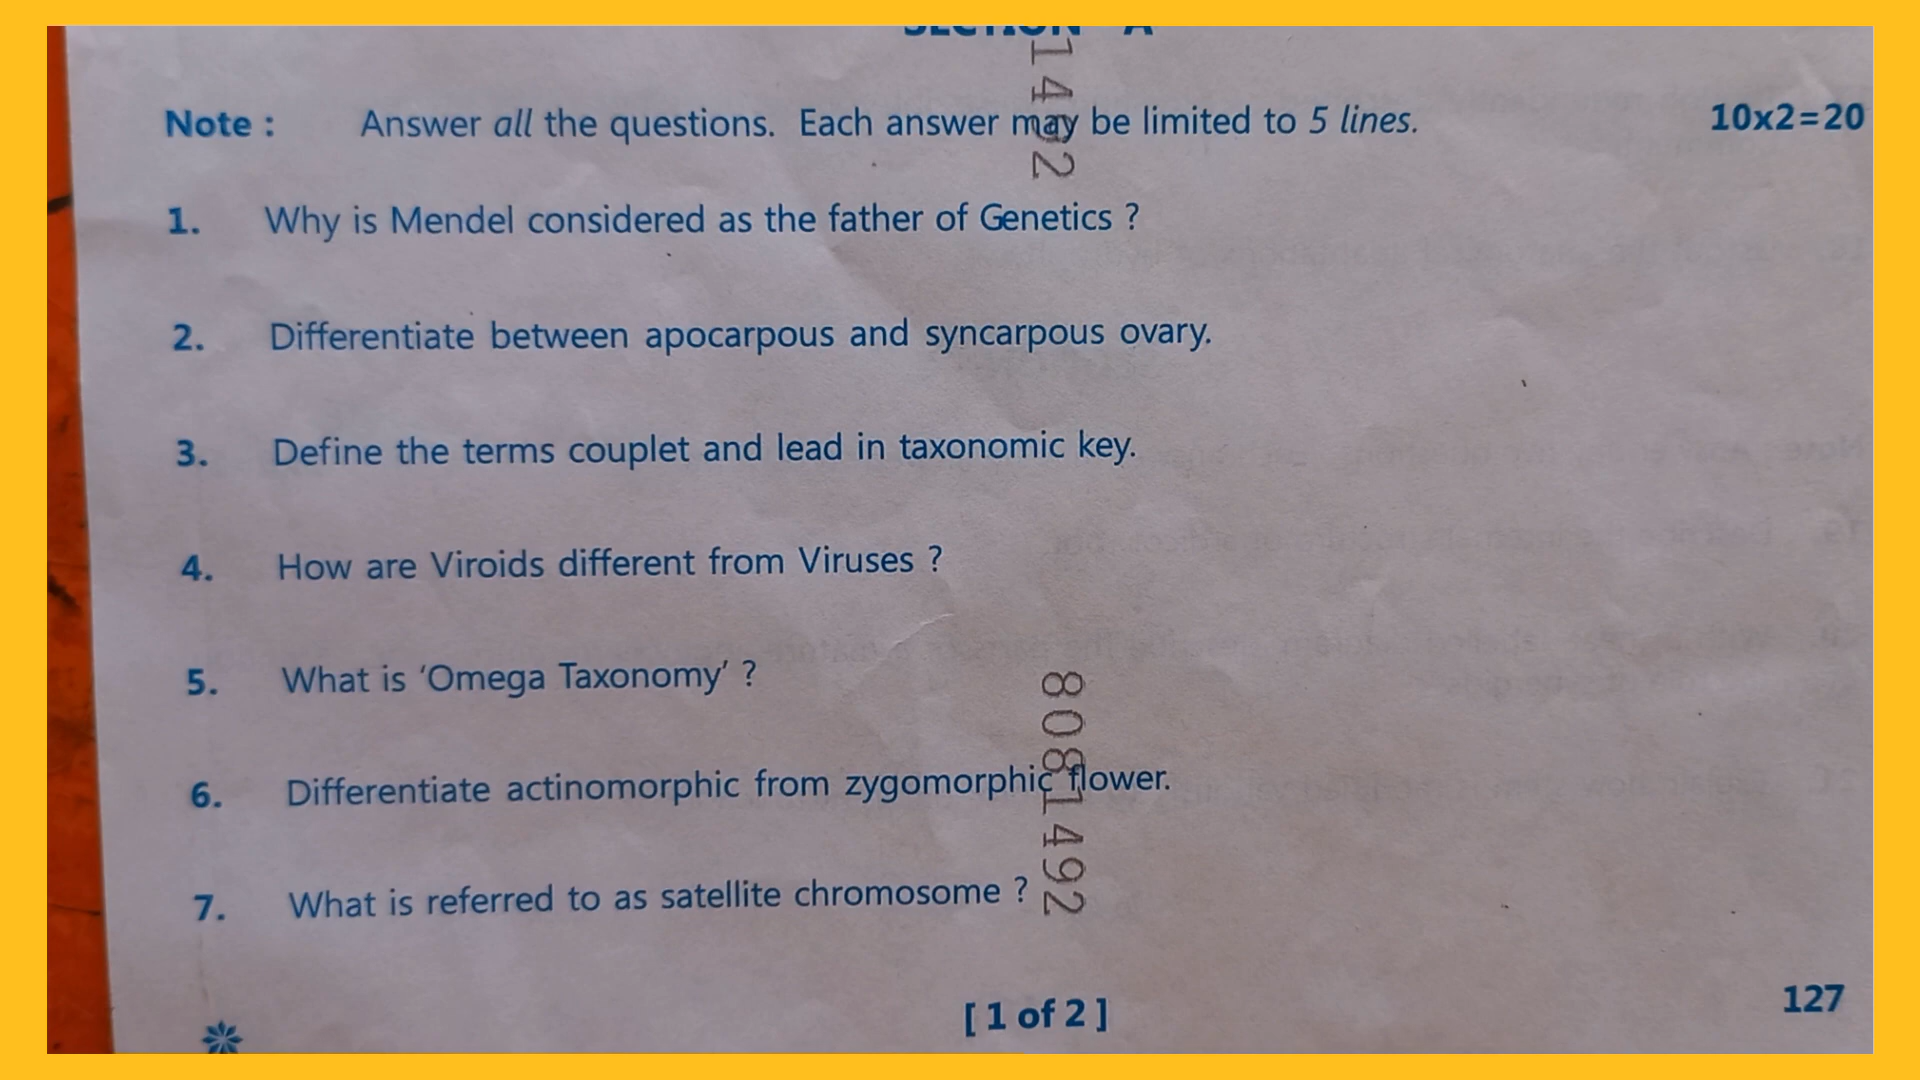 SECTION - A
Note : Answer all the questions. Each answer may be limited to 5 lines. 10x2=20
1. Why is Mendel considered as the father of Genetics ?
2. Differentiate between apocarpous and syncarpous ovary.
3. Define the terms couplet and lead in taxonomic key.
4. How are Viroids different from Viruses ?
5. What is ‘Omega Taxonomy’ ?
6. Differentiate actinomorphic from zygomorphic flower.
7. What is referred to as satellite chromosome ?
8081492
[ 1 of 2 ]
127